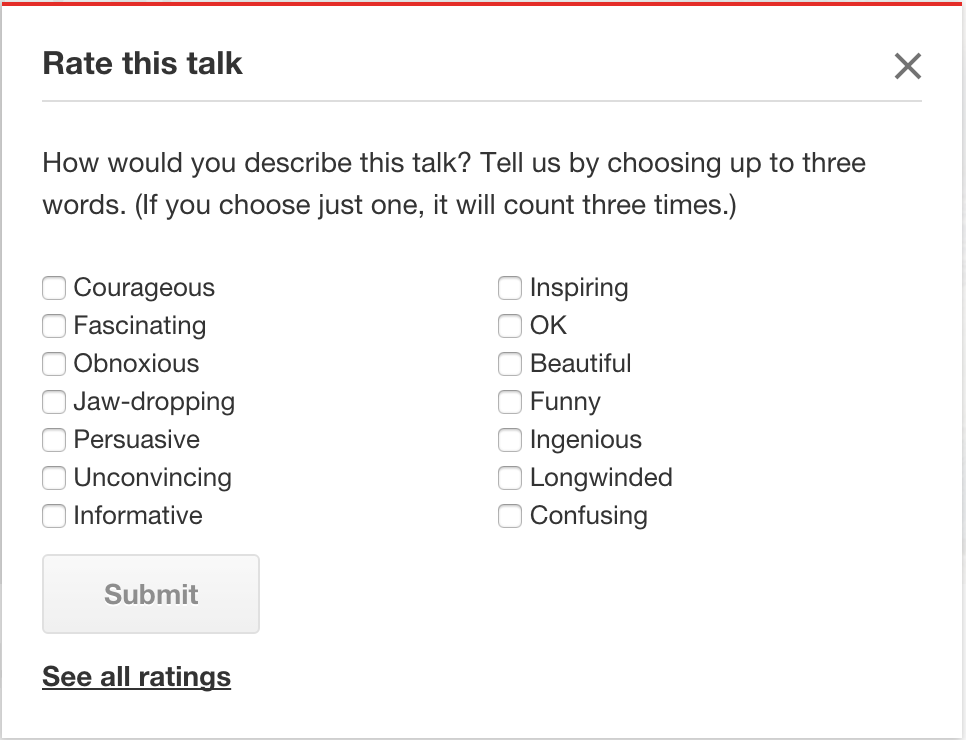 Rate this talk
How would you describe this talk? Tell us by choosing up to three
words. (If you choose just one, it will count three times.)
Courageous
Fascinating
Obnoxious
Jaw-dropping
Persuasive
Unconvincing
Informative
Inspiring
OK
Beautiful
Funny
Ingenious
Longwinded
Confusing
Submit
See all ratings